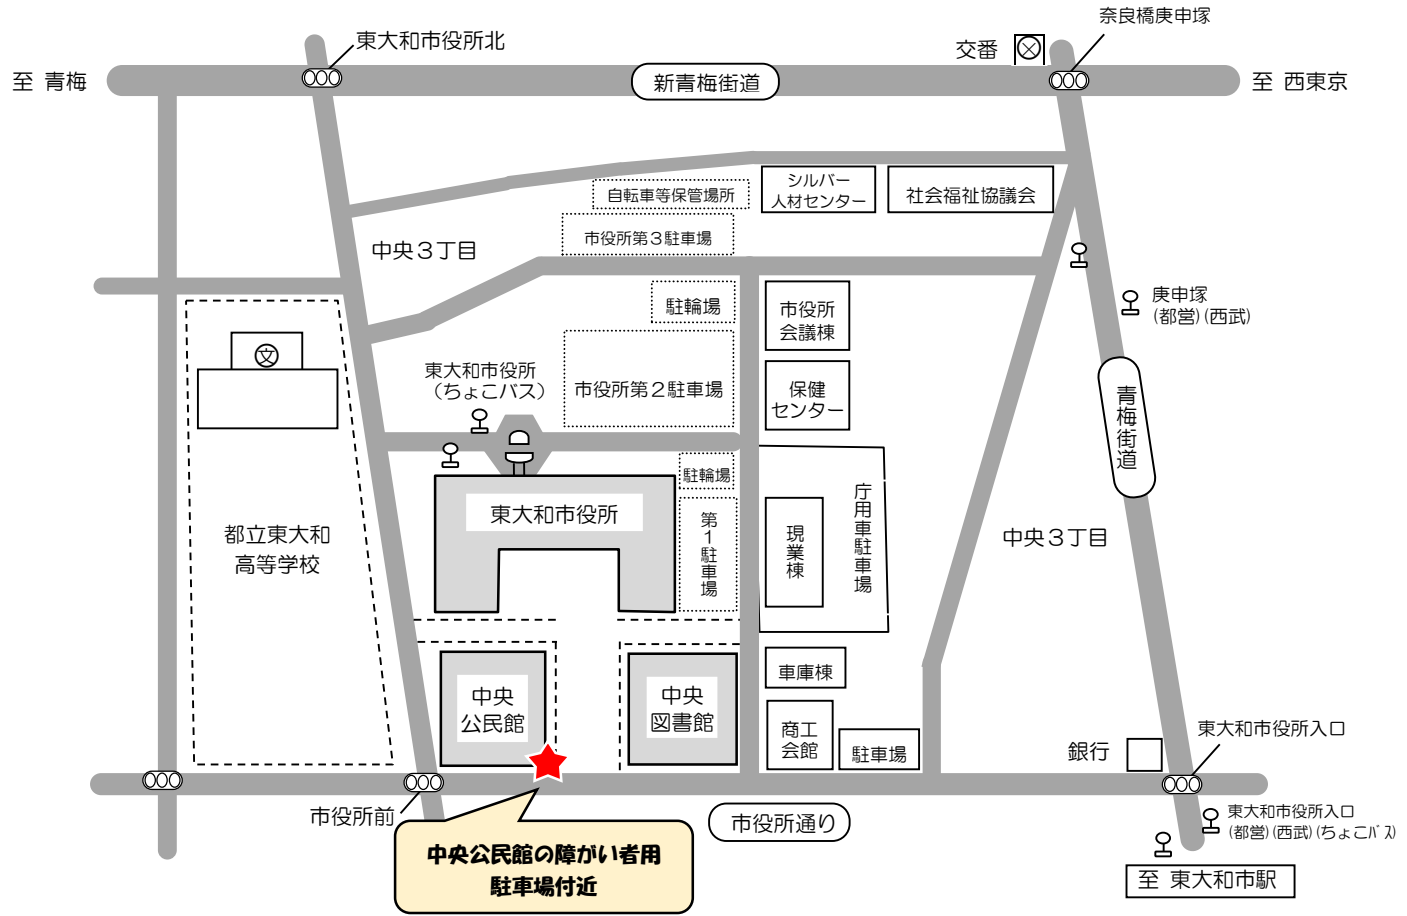 奈良橋庚申塚
東大和市役所北
交番
至 青梅
新青梅街道
至 西東京
シルバー
人材センター
社会福祉協議会
自転車等保管場所
市役所第3駐車場
中央3丁目
駐輪場
市役所
会議棟
庚申塚
(都営)(西武)
文
東大和市役所
(ちょこバス)
市役所第2駐車場
保健
センター
青梅街道
駐輪場
東大和市役所
第1駐車場
現業棟
庁用車駐車場
都立東大和
高等学校
中央3丁目
車庫棟
中央
公民館
中央
図書館
商工
会館
駐車場
銀行
東大和市役所入口
市役所前
市役所通り
東大和市役所入口
(都営)(西武)(ちょこバス)
中央公民館の障がい者用
駐車場付近
至 東大和市駅